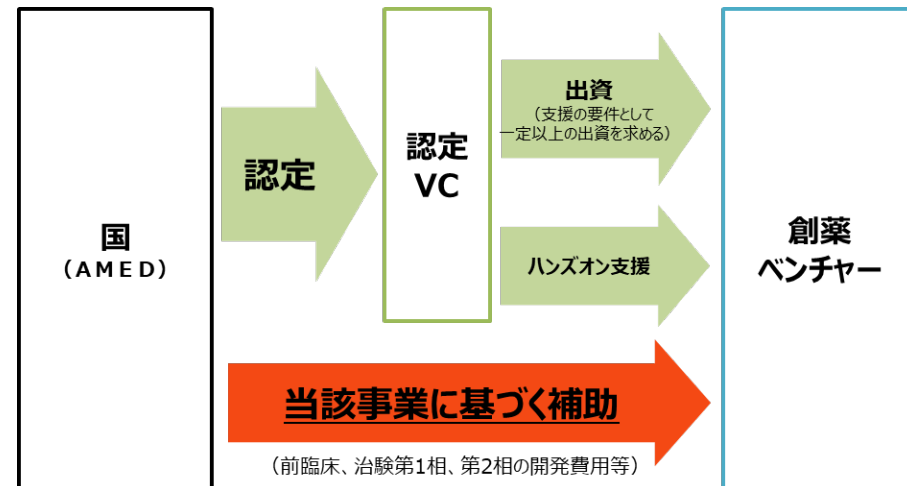 国
（ＡＭＥＤ）
認定
認定
VC
出資
（支援の要件として
一定以上の出資を求める）
ハンズオン支援
創薬
ベンチャー
当該事業に基づく補助
（前臨床、治験第1相、第2相の開発費用等）